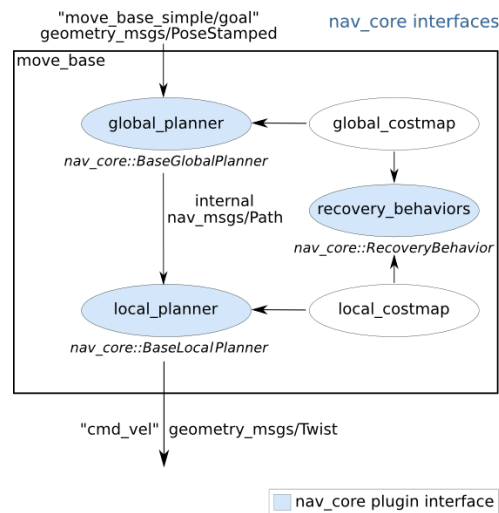 "move_base_simple/goal"
geometry_msgs/PoseStamped
nav_core interfaces
move_base
global_planner
global_costmap
nav_core::BaseGlobalPlanner
internal
nav_msgs/Path
recovery_behaviors
nav_core::RecoveryBehavior
local_planner
local_costmap
nav_core::BaseLocalPlanner
"cmd_vel" geometry_msgs/Twist
nav_core plugin interface